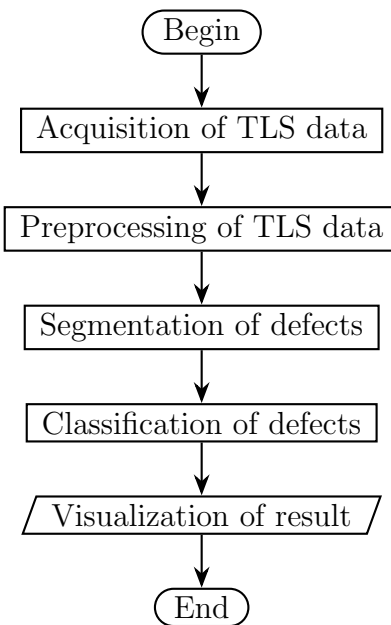 Begin
Acquisition of TLS data
Preprocessing of TLS data
Segmentation of defects
Classification of defects
Visualization of result
End